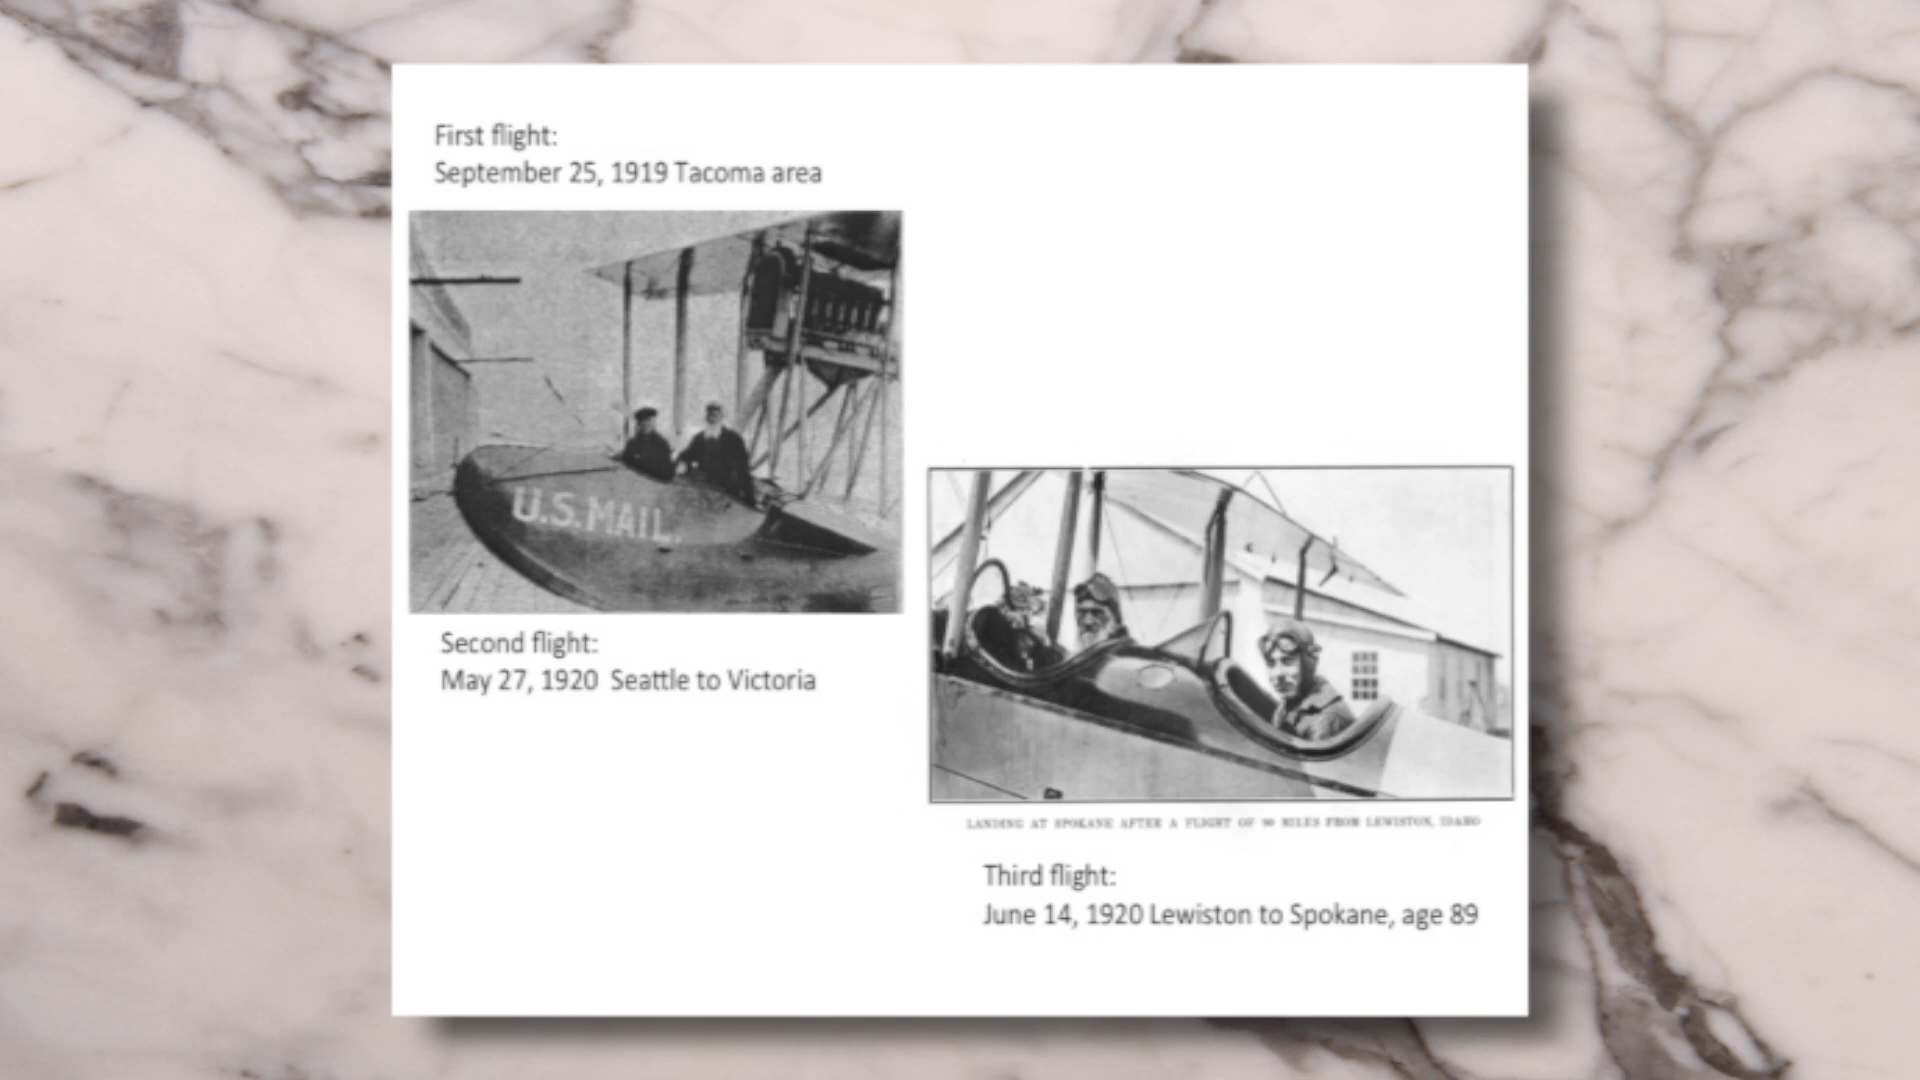 First flight:
September 25, 1919 Tacoma area
U.S. MAIL.
Second flight:
May 27, 1920  Seattle to Victoria
LANDING AT SPOKANE AFTER A FLIGHT OF 90 MILES FROM LEWISTON, IDAHO
Third flight:
June 14, 1920 Lewiston to Spokane, age 89